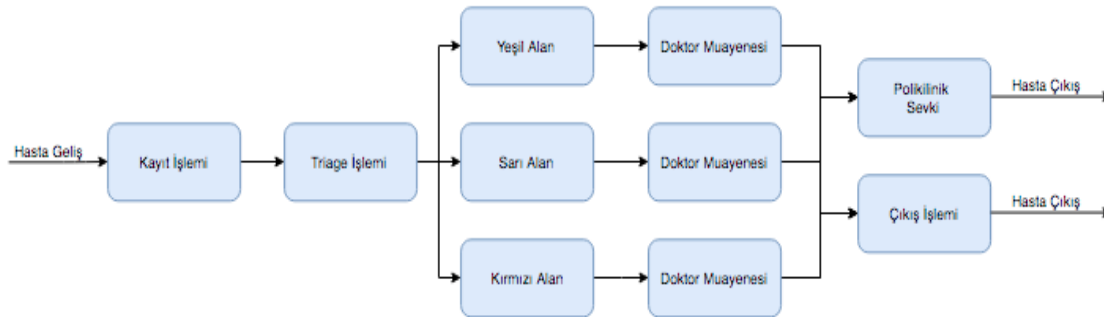 Hasta Geliş
Kayıt İşlemi
Triage İşlemi
Yeşil Alan
Doktor Muayenesi
Sarı Alan
Doktor Muayenesi
Kırmızı Alan
Doktor Muayenesi
Polikilinik
Sevki
Hasta Çıkış
Çıkış İşlemi
Hasta Çıkış